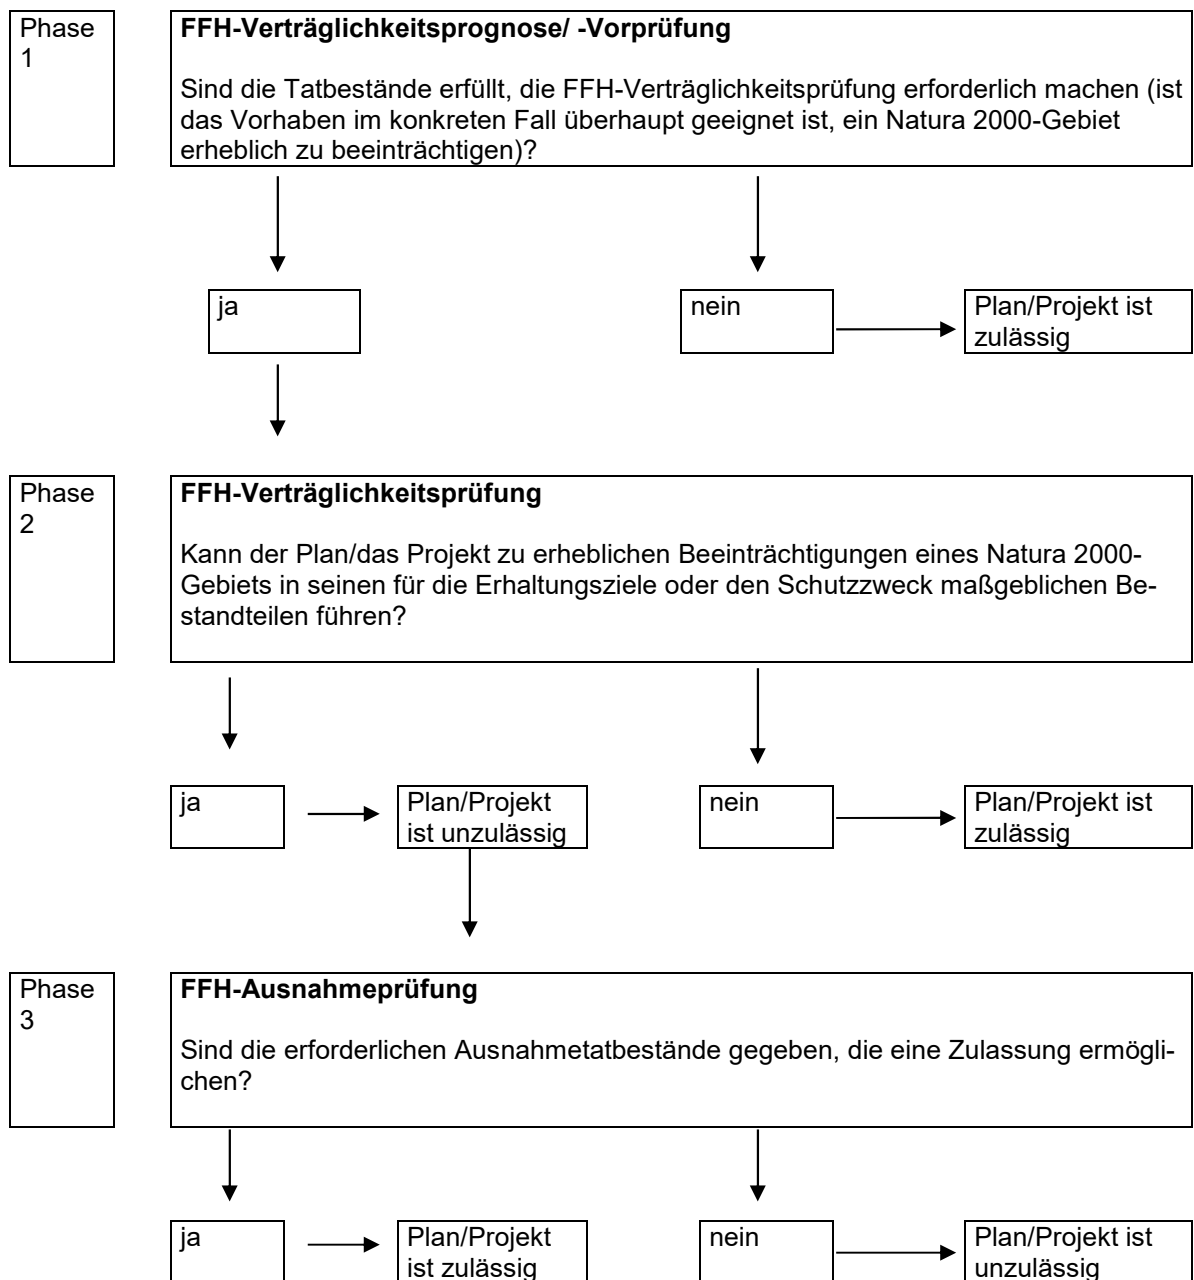 Phase
1
FFH-Verträglichkeitsprognose/ -Vorprüfung
Sind die Tatbestände erfüllt, die FFH-Verträglichkeitsprüfung erforderlich machen (ist
das Vorhaben im konkreten Fall überhaupt geeignet ist, ein Natura 2000-Gebiet
erheblich zu beeinträchtigen)?
ja
nein
Plan/Projekt ist
zulässig
Phase
2
FFH-Verträglichkeitsprüfung
Kann der Plan/das Projekt zu erheblichen Beeinträchtigungen eines Natura 2000-
Gebiets in seinen für die Erhaltungsziele oder den Schutzzweck maßgeblichen Be-
standteilen führen?
ja
Plan/Projekt
ist unzulässig
nein
Plan/Projekt ist
zulässig
Phase
3
FFH-Ausnahmeprüfung
Sind die erforderlichen Ausnahmetatbestände gegeben, die eine Zulassung ermögli-
chen?
ja
Plan/Projekt
ist zulässig
nein
Plan/Projekt ist
unzulässig